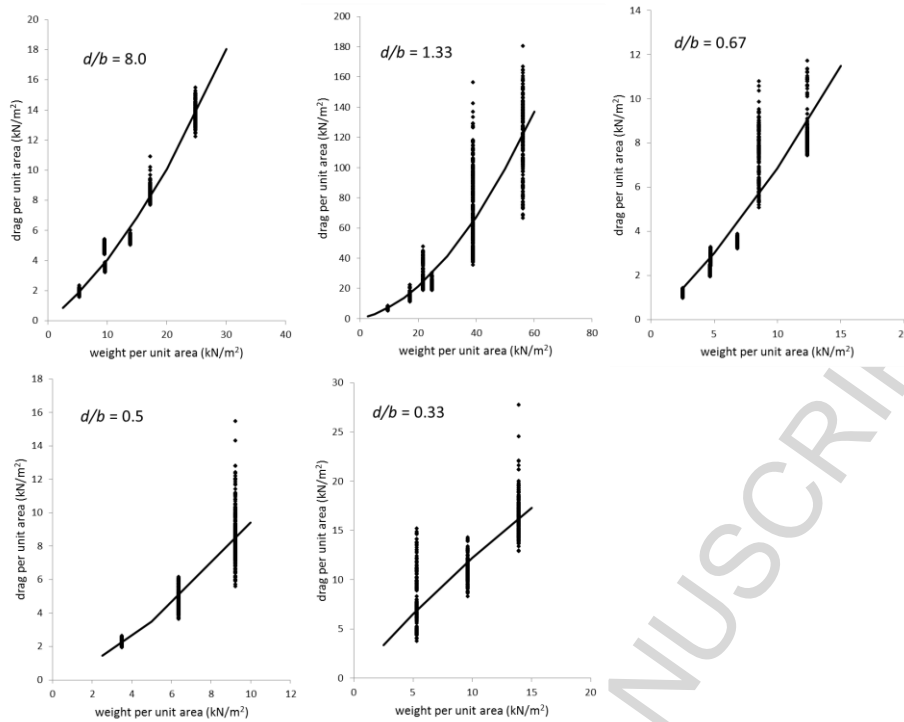 d/b = 8.0
drag per unit area (kN/m²)
20
18
16
14
12
10
8
6
4
2
0
0 10 20 30 40
weight per unit area (kN/m²)
d/b = 1.33
drag per unit area (kN/m²)
200
180
160
140
120
100
80
60
40
20
0
0 20 40 60 80
weight per unit area (kN/m²)
d/b = 0.67
drag per unit area (kN/m²)
14
12
10
8
6
4
2
0
0 5 10 15 20
weight per unit area (kN/m²)
d/b = 0.5
drag per unit area (kN/m²)
18
16
14
12
10
8
6
4
2
0
0 2 4 6 8 10 12
weight per unit area (kN/m²)
d/b = 0.33
drag per unit area (kN/m²)
30
25
20
15
10
5
0
0 5 10 15 20
weight per unit area (kN/m²)
NUSCRI